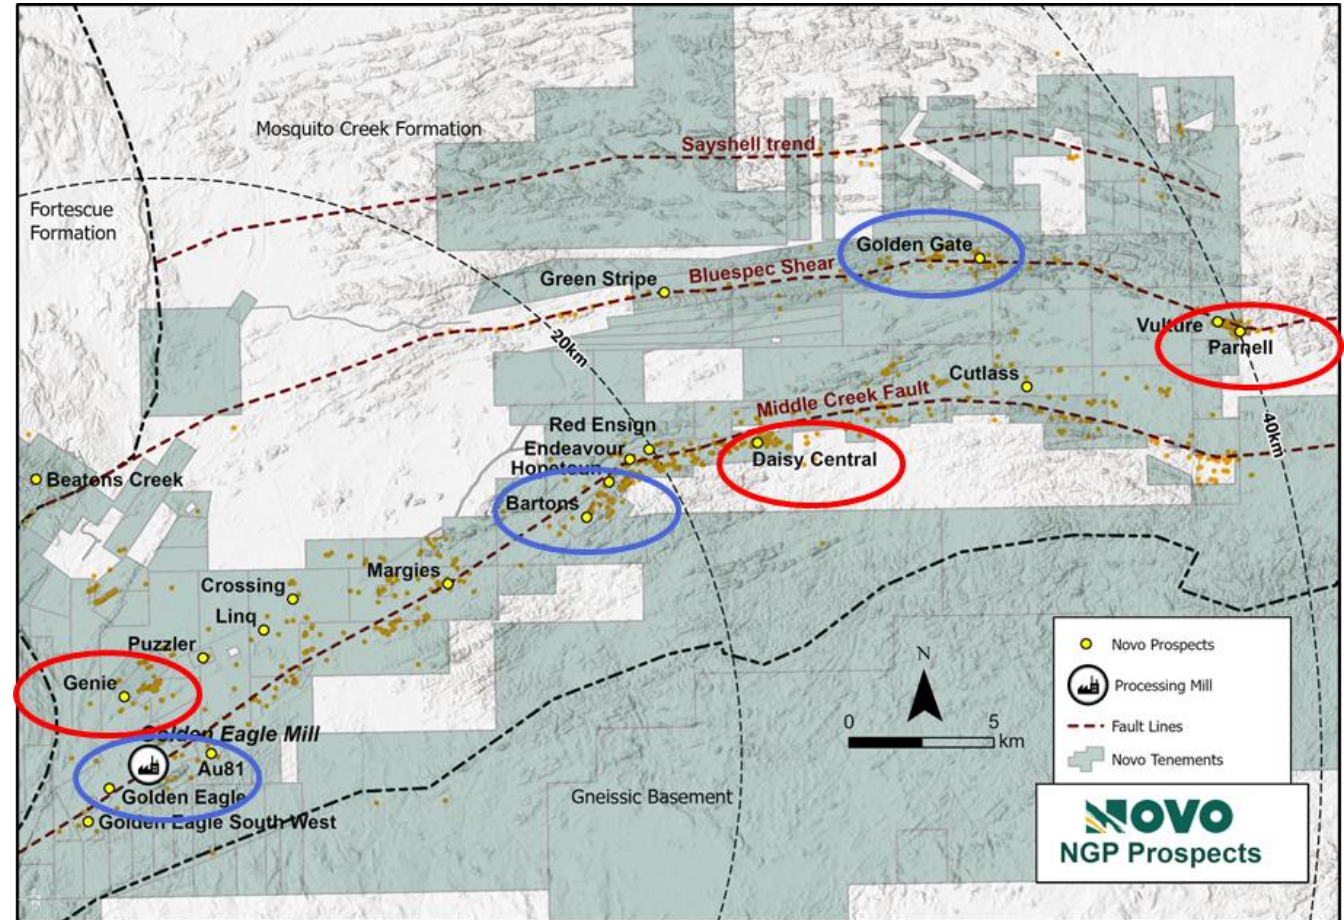 Mosquito Creek Formation
Sayshell trend
Fortescue
Formation
Golden Gate
Bluespec Shear
Green Stripe
20km
Vulture
Parnell
Cutlass
Middle Creek Fault
Red Ensign
Endeavour
Hopetoun
Daisy Central
40km
Beatons Creek
Bartons
Margies
Crossing
Linq
Puzzler
Genie
Golden Eagle Mill
Au81
Golden Eagle
Golden Eagle South West
Gneissic Basement
N
0 5
km
Novo Prospects
Processing Mill
Fault Lines
Novo Tenements
NOVO
NGP Prospects